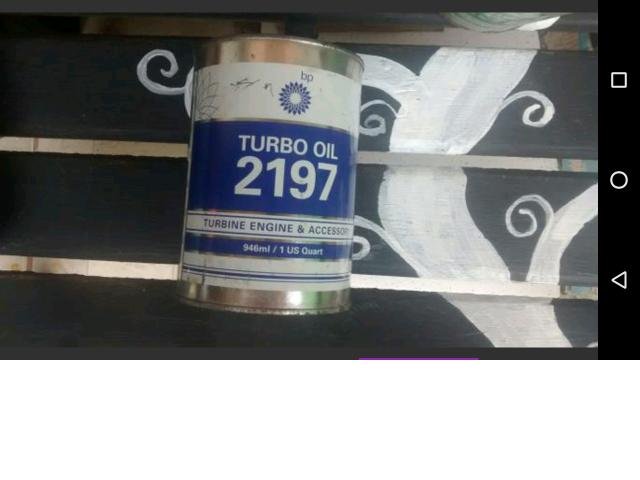 bp
TURBO OIL
2197
TURBINE ENGINE & ACCESSORY
946ml / 1 US Quart